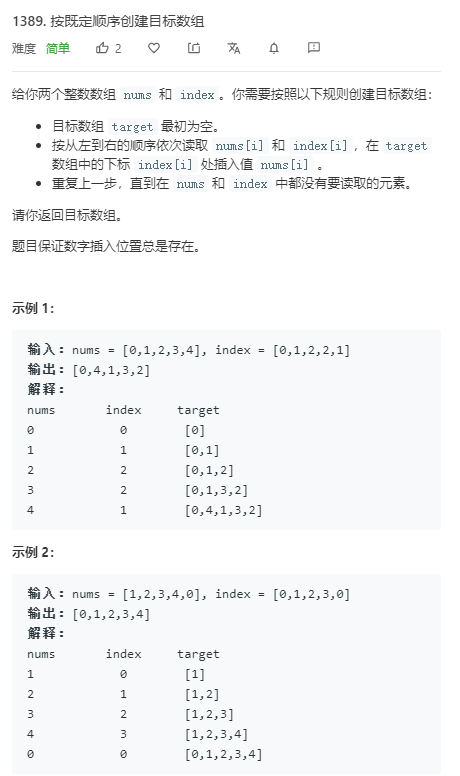 1389. 按既定顺序创建目标数组
难度 简单 2
给你两个整数数组 nums 和 index。你需要按照以下规则创建目标数组：
目标数组 target 最初为空。
按从左到右的顺序依次读取 nums[i] 和 index[i]，在 target
数组中的下标 index[i] 处插入值 nums[i] 。
重复上一步，直到在 nums 和 index 中都没有要读取的元素。
请你返回目标数组。
题目保证数字插入位置总是存在。
示例 1：
输入：nums = [0,1,2,3,4], index = [0,1,2,2,1]
输出：[0,4,1,3,2]
解释：
nums index target
0 0 [0]
1 1 [0,1]
2 2 [0,1,2]
3 2 [0,1,3,2]
4 1 [0,4,1,3,2]
示例 2：
输入：nums = [1,2,3,4,0], index = [0,1,2,3,0]
输出：[0,1,2,3,4]
解释：
nums index target
1 0 [1]
2 1 [1,2]
3 2 [1,2,3]
4 3 [1,2,3,4]
0 0 [0,1,2,3,4]